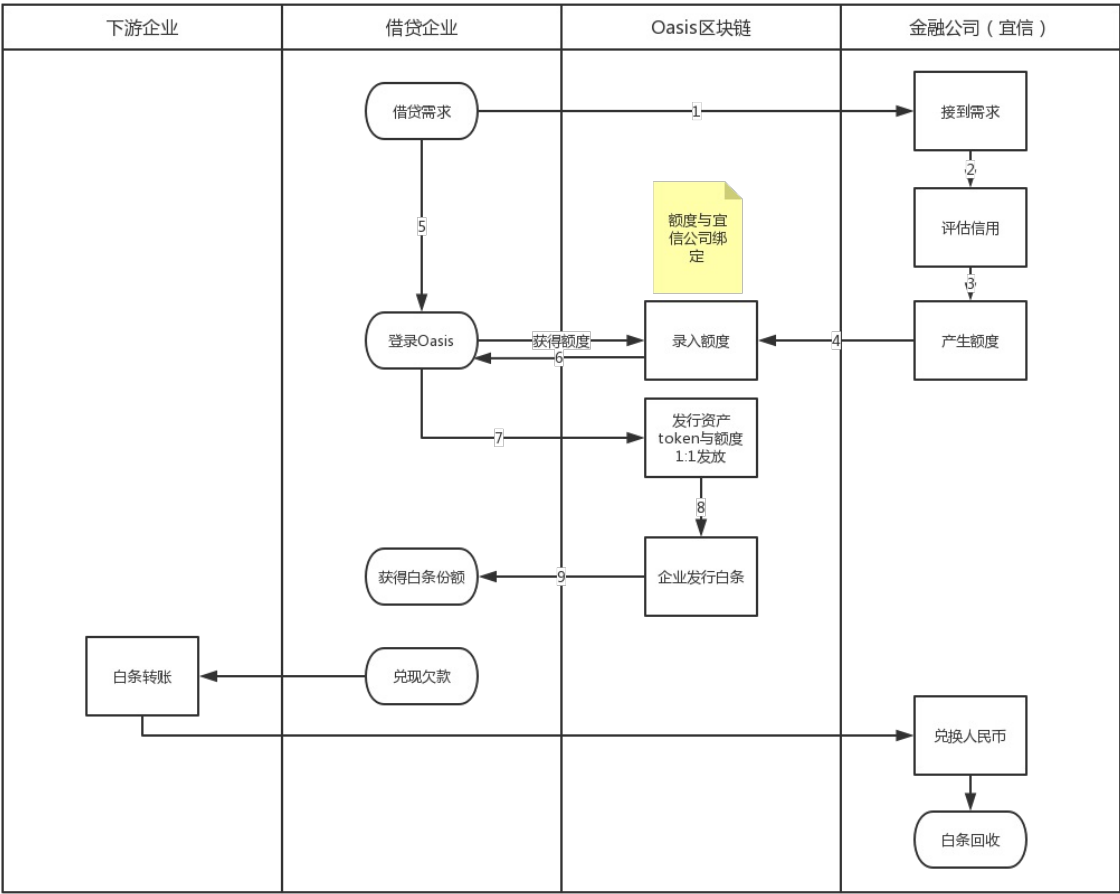 下游企业
借贷企业
Oasis区块链
金融公司（宜信）
借贷需求
1
接到需求
2
5
额度与宜
信公司绑
定
评估信用
3
登录Oasis
获得额度
6
录入额度
4
产生额度
7
发行资产
token与额度
1:1发放
8
获得白条份额
9
企业发行白条
白条转账
兑现欠款
兑换人民币
白条回收